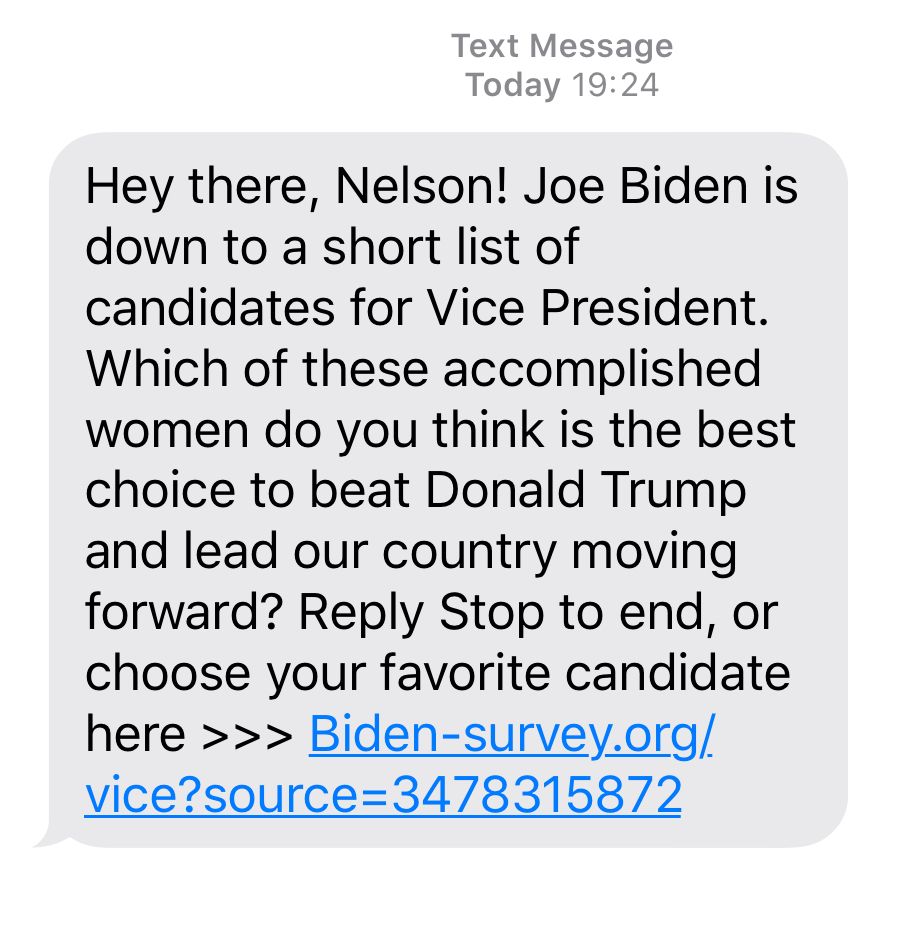 Text Message
Today 19:24
Hey there, Nelson! Joe Biden is
down to a short list of
candidates for Vice President.
Which of these accomplished
women do you think is the best
choice to beat Donald Trump
and lead our country moving
forward? Reply Stop to end, or
choose your favorite candidate
here >>> Biden-survey.org/
vice?source=3478315872